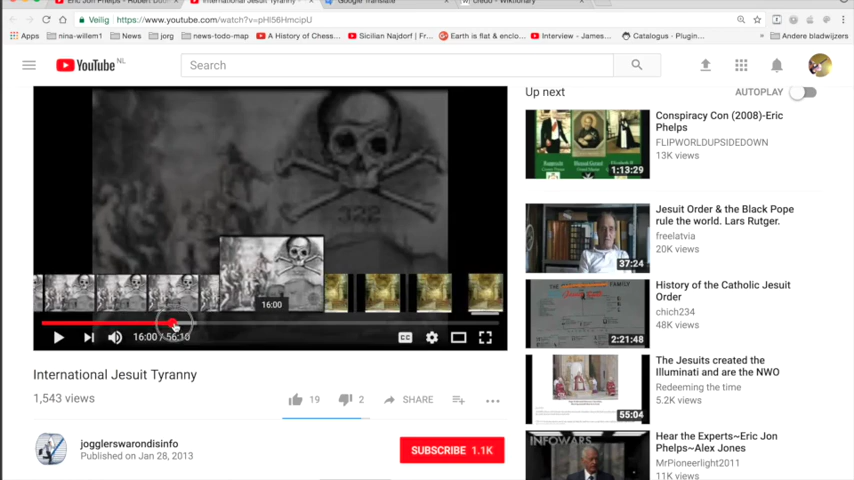 Eric Jon Phelps - Robert Dou
International Jesuit Tyranny -
Google Translate
credo - Wiktionary
Veilig
https://www.youtube.com/watch?v=pHl56HmcipU
Apps
nina-willem1
News
jorg
news-todo-map
A History of Chess...
Sicilian Najdorf | Fr...
Earth is flat & enclo...
Interview - James...
Catalogus - Plugin...
»
Andere bladwijzers
YouTube NL
Search
322
16:00
16:00 / 56:10
CC
International Jesuit Tyranny
1,543 views
19
2
SHARE
jogglerswarondisinfo
Published on Jan 28, 2013
SUBSCRIBE 1.1K
Up next
AUTOPLAY
1:13:29
Conspiracy Con (2008)-Eric
Phelps
FLIPWORLDUPSIDEDOWN
13K views
37:24
Jesuit Order & the Black Pope
rule the world. Lars Rutger.
freelatvia
20K views
2:21:48
History of the Catholic Jesuit
Order
chich234
48K views
55:04
The Jesuits created the
Illuminati and are the NWO
Redeeming the time
5.2K views
INFOWARS
Hear the Experts~Eric Jon
Phelps~Alex Jones
MrPioneerlight2011
11K views